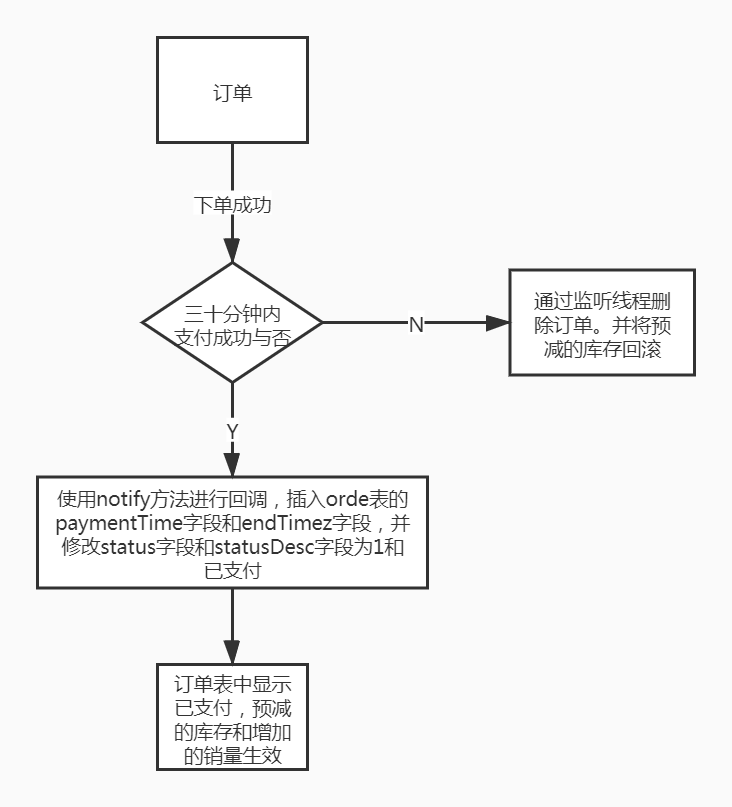 订单
下单成功
三十分钟内
支付成功与否
N
通过监听线程删
除订单。并将预
减的库存回滚
Y
使用notify方法进行回调，插入orde表的
paymentTime字段和endTimez字段，并
修改status字段和statusDesc字段为1和
已支付
订单表中显示
已支付，预减
的库存和增加
的销量生效